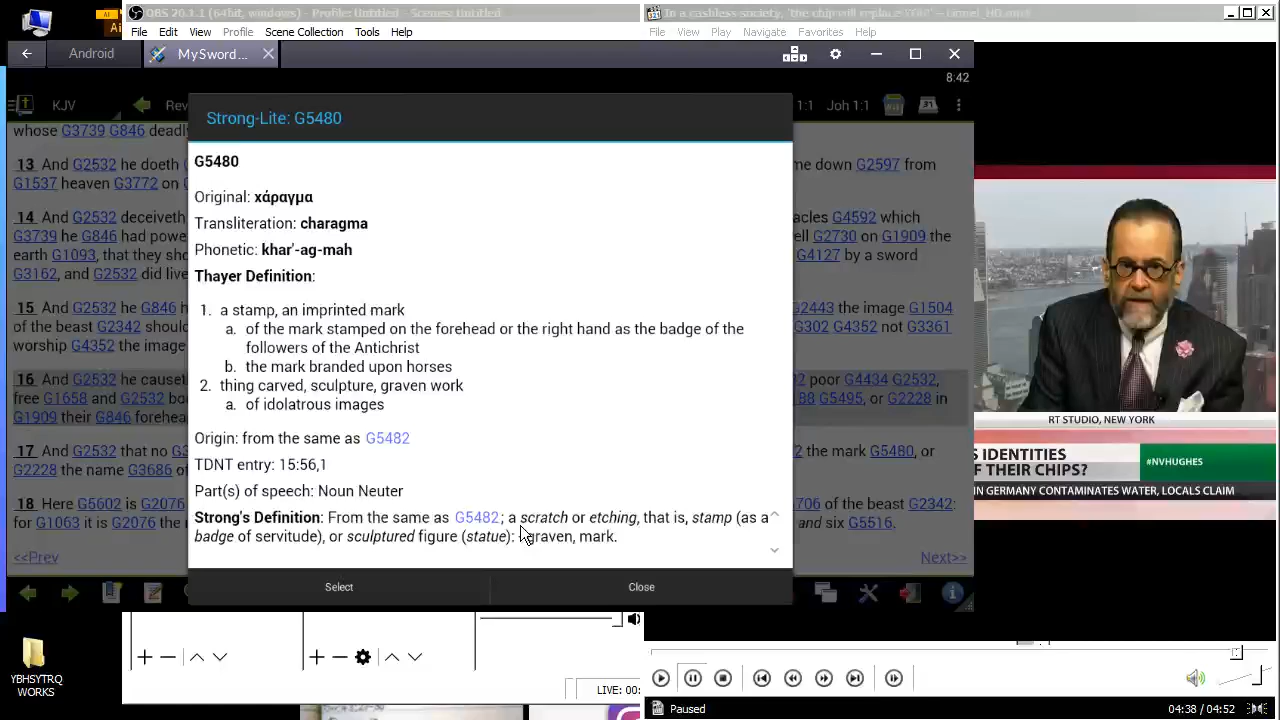 OBS 20.1.1 (64bit, windows) - Profile: Untitled - Scenes: Untitled
In a cashless society, 'the chip will replace
File Edit View Profile Scene Collection Tools Help
File View Play Navigate Favorites Help
Android
MySword...
8:42
KJV
Rev
1:1 Joh 1:1
31
Strong-Lite: G5480
G5480
Original: χάραγμα
Transliteration: charagma
Phonetic: khar'-ag-mah
Thayer Definition:
1. a stamp, an imprinted mark
a. of the mark stamped on the forehead or the right hand as the badge of the
followers of the Antichrist
b. the mark branded upon horses
2. thing carved, sculpture, graven work
a. of idolatrous images
Origin: from the same as G5482
TDNT entry: 15:56,1
Part(s) of speech: Noun Neuter
Strong's Definition: From the same as G5482; a scratch or etching, that is, stamp (as a
badge of servitude), or sculptured figure (statue): graven, mark.
Select Close
whose G3739 G846
13 And G2532 he doeth
me down G2597 from
G1537 heaven G3772
14 And G2532 deceiveth
acles G4592 which
G3739 he G846 had
G2730 on G1909 the
earth G1093, that they
G4127 by a sword
G3162, and G2532 did
15 And G2532 he G846
G2443 the image G1504
of the beast G2342
G302 G4352 not G3361
worship G4352 the
16 And G2532 he
poor G4434 G2532,
free G1658 and G2532
G5495, or G2228 in
G1909 their G846
17 And G2532 that no
the mark G5480, or
G2228 the name G3686
18 Here G5602 is G2076
of the beast G2342:
for G1063 it is G2076
and six G5516.
<<Prev Next>>
RT STUDIO, NEW YORK
S IDENTITIES
F THEIR CHIPS?
#NVHUGHES
IN GERMANY CONTAMINATES WATER, LOCALS CLAIM
YBHSYTRQ
WORKS
LIVE: 00:
Paused
04:38 / 04:52